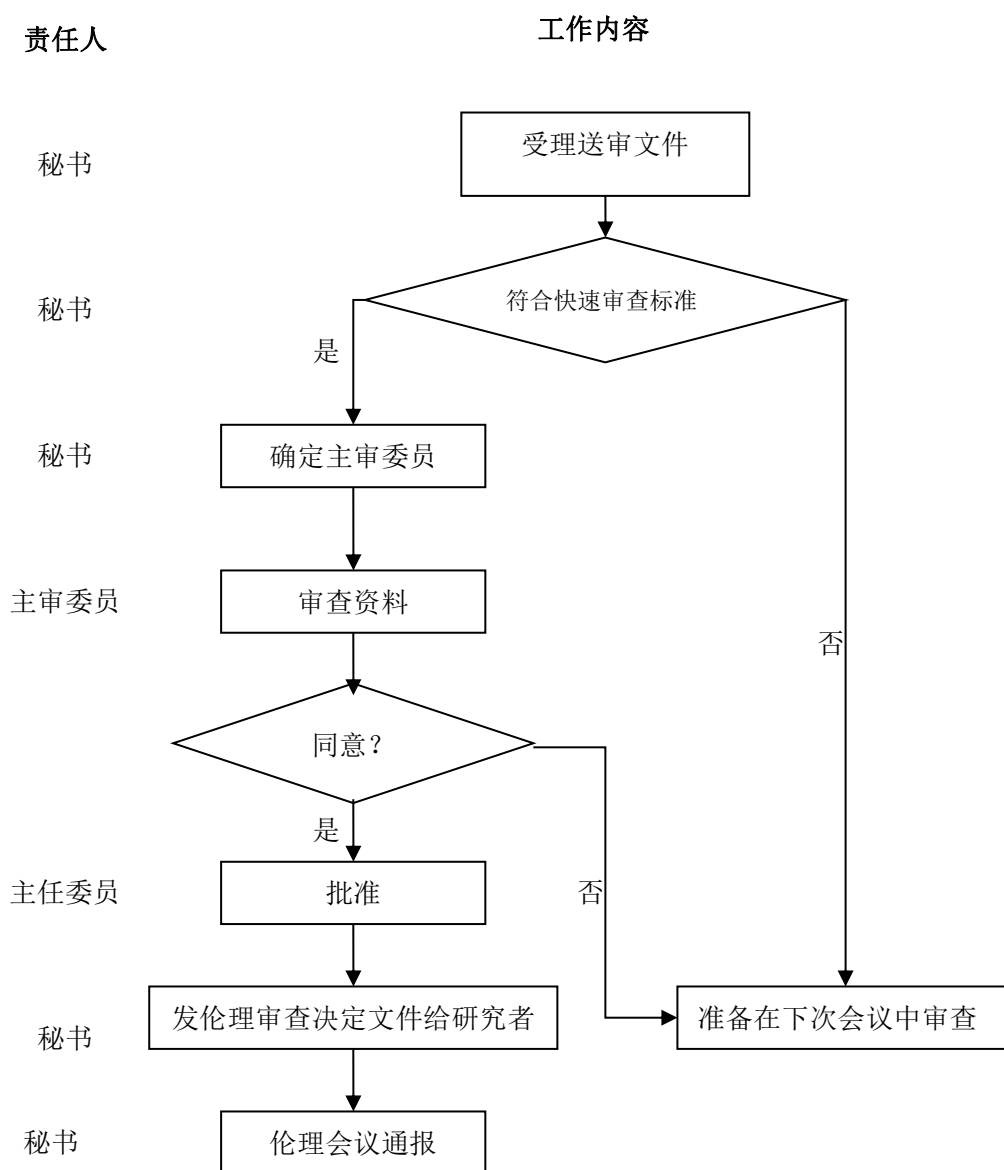 责任人
工作内容
秘书
受理送审文件
秘书
符合快速审查标准
是
秘书
确定主审委员
主审委员
审查资料
否
同意?
是
主任委员
批准
否
发伦理审查决定文件给研究者
准备在下次会议中审查
秘书
秘书
伦理会议通报